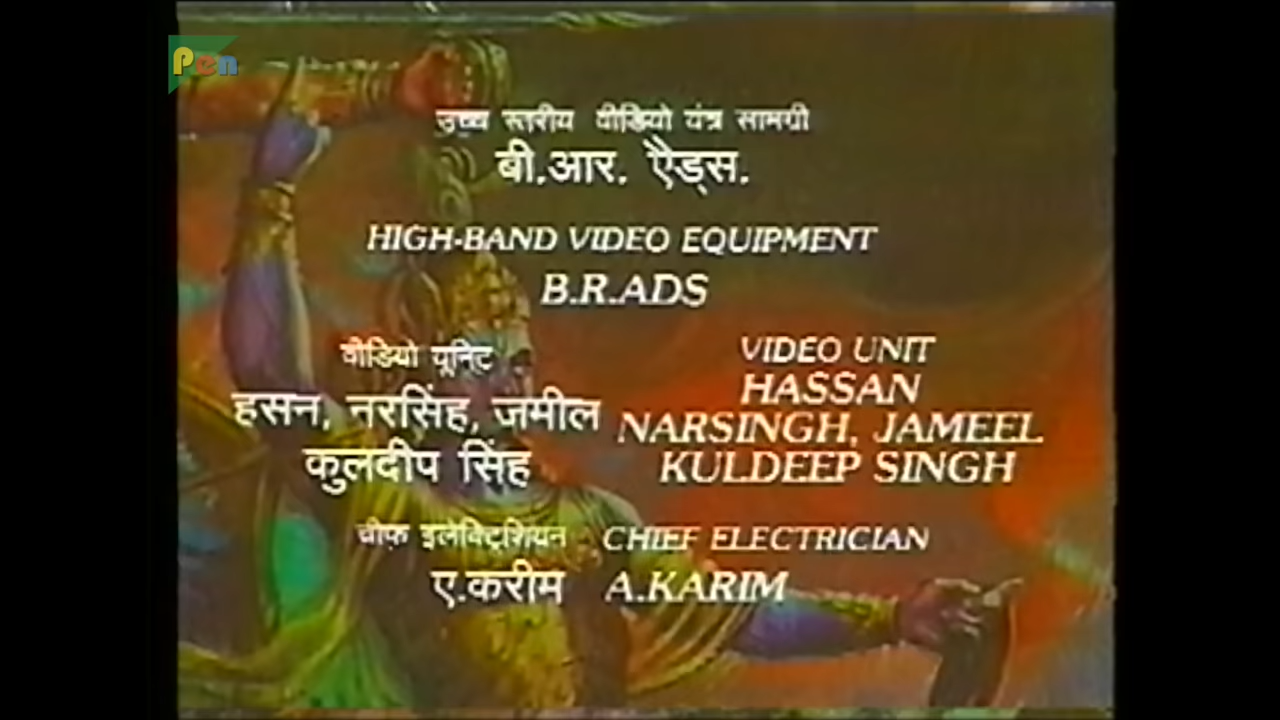 Pen
उच्च स्तरीय वीडियो यंत्र सामग्री
बी.आर. ऐड्स.
HIGH-BAND VIDEO EQUIPMENT
B.R.ADS
वीडियो यूनिट
हसन, नरसिंह, जमील
कुलदीप सिंह
VIDEO UNIT
HASSAN
NARSINGH, JAMEEL
KULDEEP SINGH
चीफ़ इलेक्ट्रिशियन
ए.करीम
CHIEF ELECTRICIAN
A.KARIM